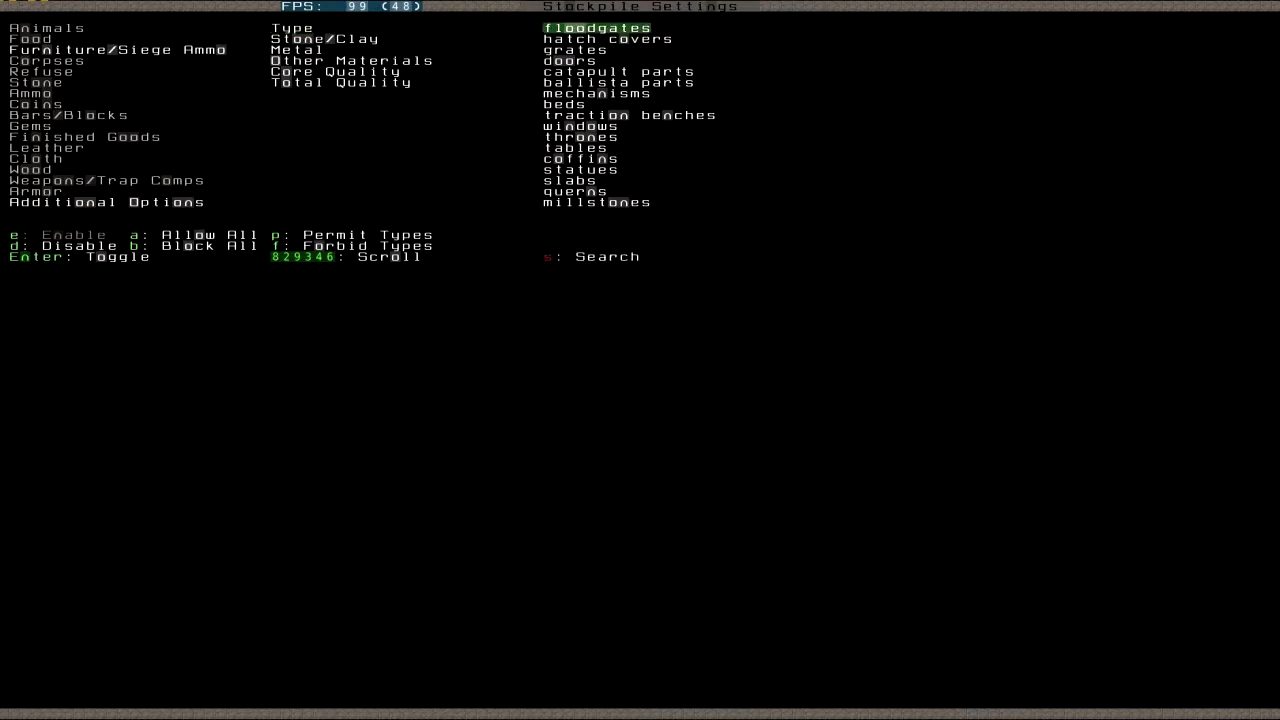 FPS: 99 (48) Stockpile Settings
Animals Type floodgates
Food Stone/Clay hatch covers
Furniture/Siege Ammo Metal grates
Corpses Other Materials doors
Refuse Core Quality catapult parts
Stone Total Quality ballista parts
Ammo mechanisms
Coins beds
Bars/Blocks traction benches
Gems windows
Finished Goods thrones
Leather tables
Cloth coffins
Wood statues
Weapons/Trap Comps slabs
Armor querns
Additional Options millstones
e: Enable a: Allow All p: Permit Types
d: Disable b: Block All f: Forbid Types
Enter: Toggle 829346: Scroll s: Search